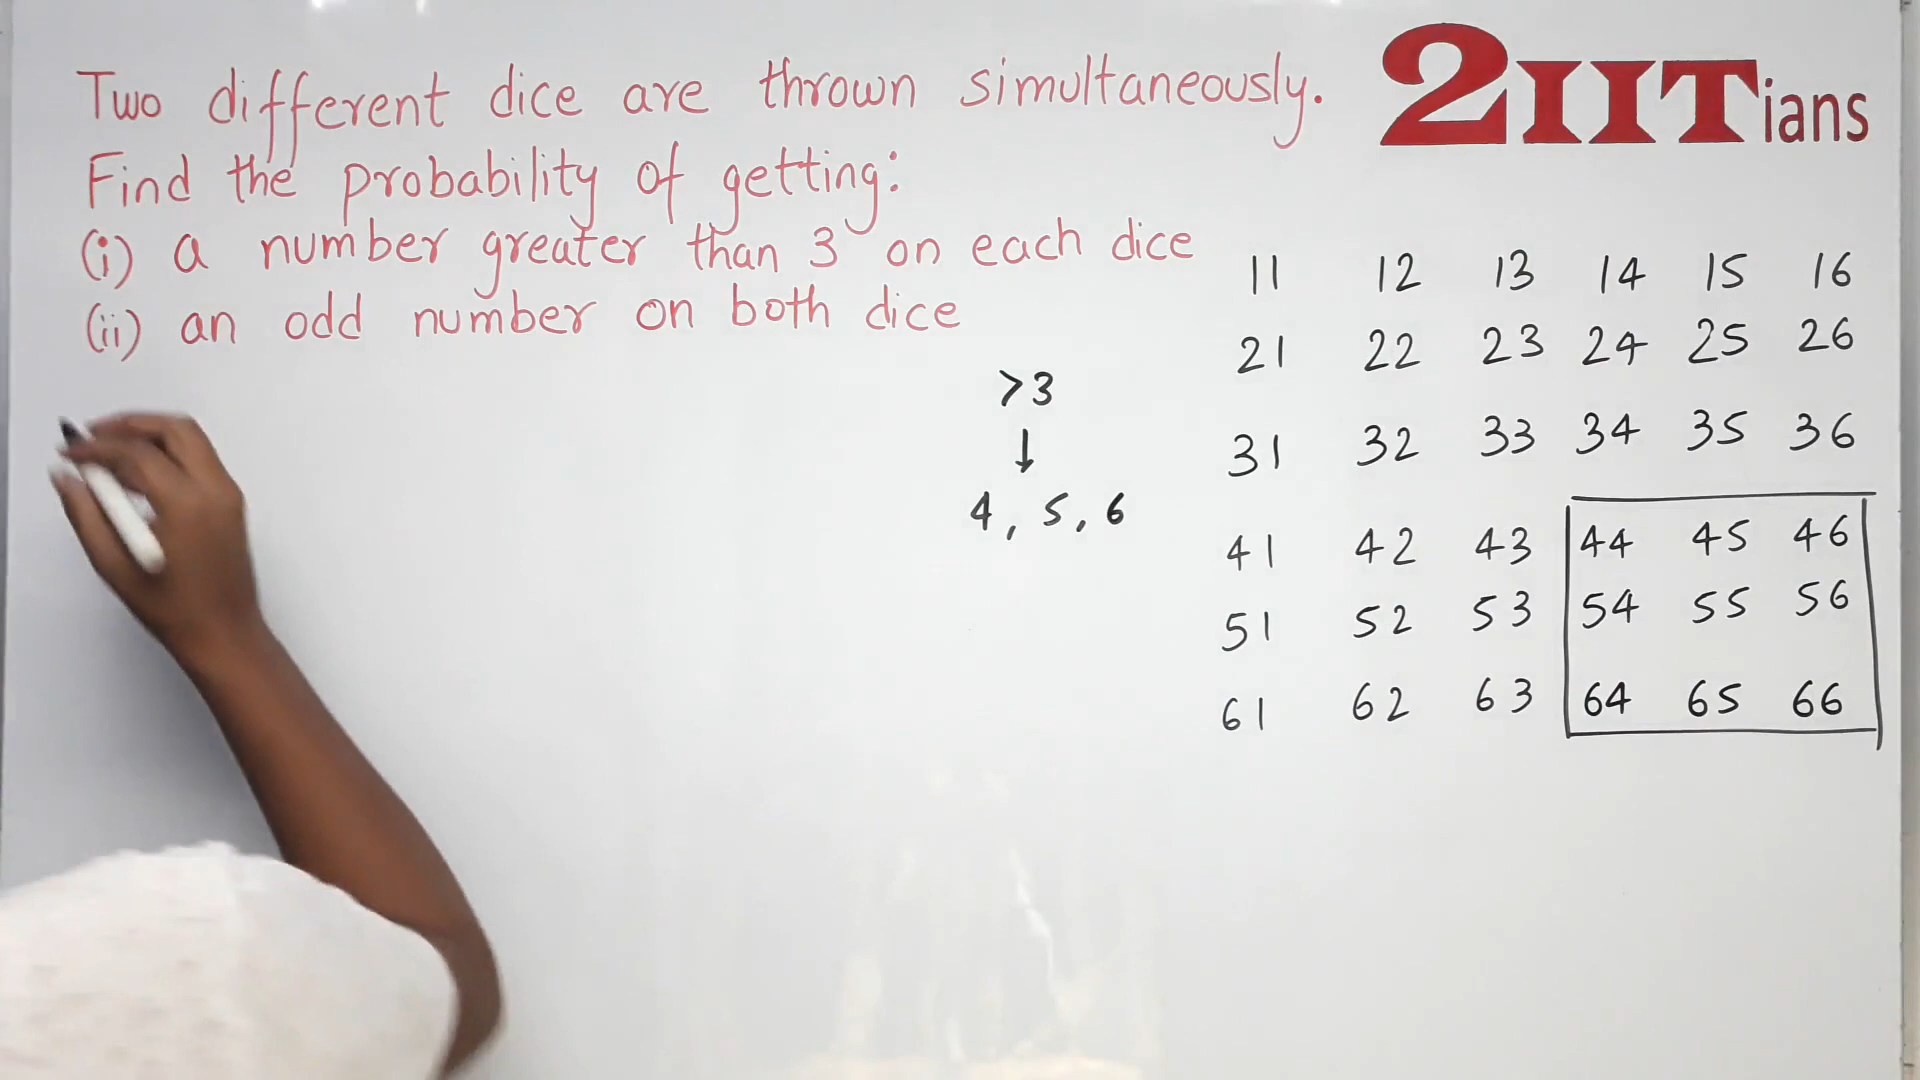 Two different dice are thrown simultaneously.
2IITians
Find the probability of getting:
(i) a number greater than 3 on each dice
(ii) an odd number on both dice
>3
↓
4, 5, 6
11 12 13 14 15 16
21 22 23 24 25 26
31 32 33 34 35 36
41 42 43 44 45 46
51 52 53 54 55 56
61 62 63 64 65 66